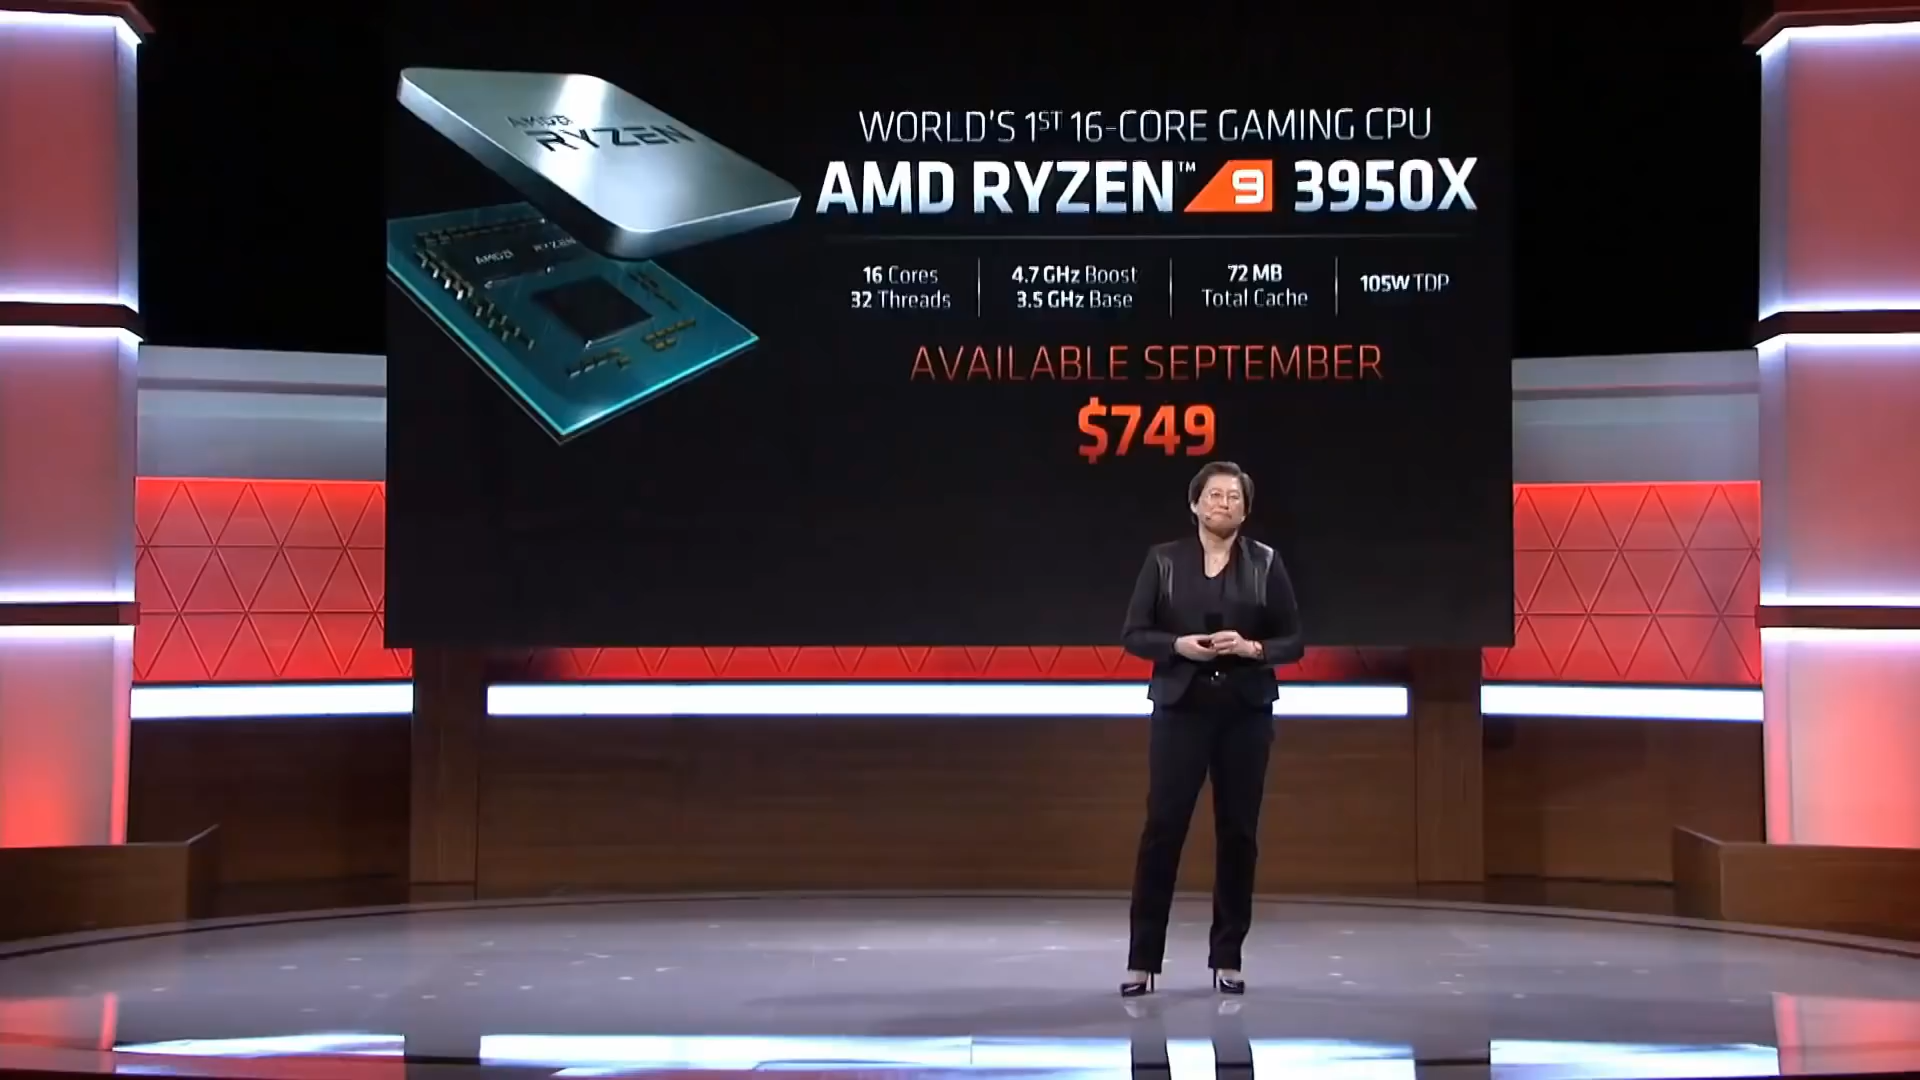 AMD
RYZEN
AMD RYZEN
WORLD'S 1ST 16-CORE GAMING CPU
AMD RYZEN™ 9 3950X
16 Cores
32 Threads
4.7 GHz Boost
3.5 GHz Base
72 MB
Total Cache
105W TDP
AVAILABLE SEPTEMBER
$749